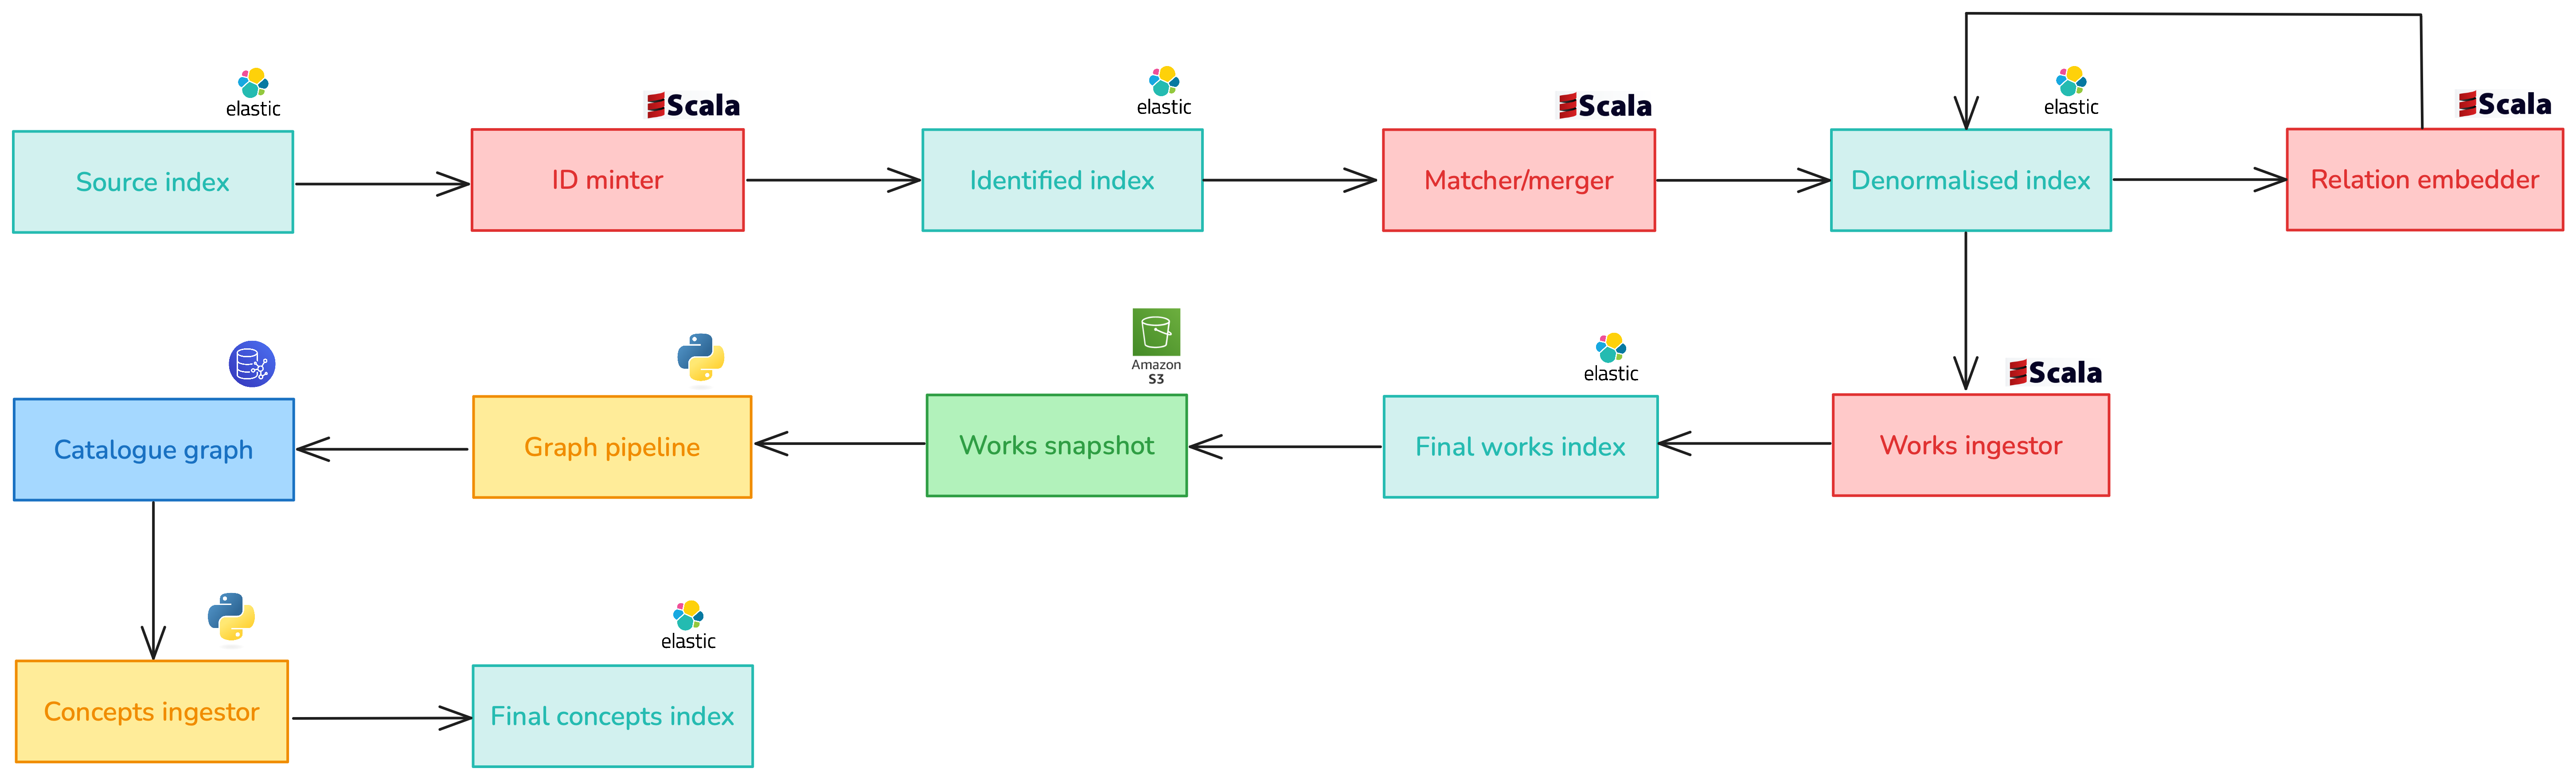 elastic
Scala
elastic
Scala
elastic
Scala
Source index
ID minter
Identified index
Matcher/merger
Denormalised index
Relation embedder
Amazon
S3
elastic
Scala
Catalogue graph
Graph pipeline
Works snapshot
Final works index
Works ingestor
elastic
Concepts ingestor
Final concepts index